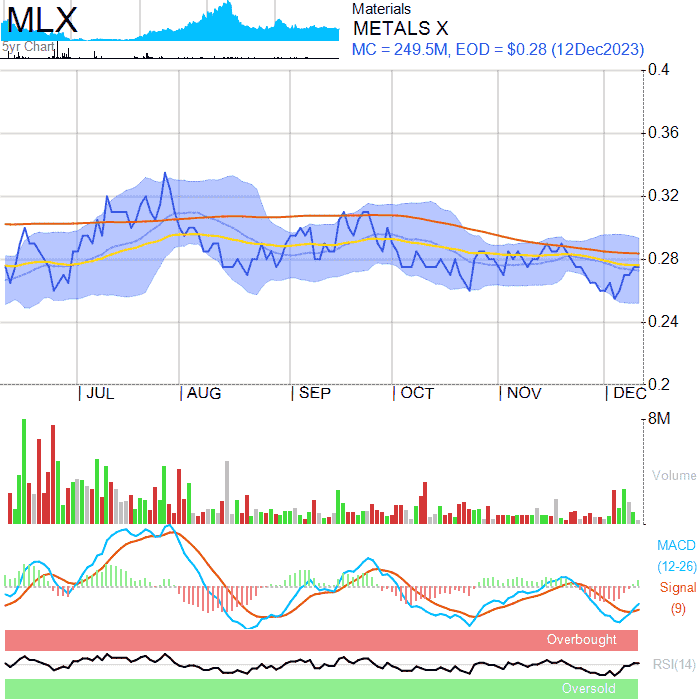 MLX
5yr Chart
Materials
METALS X
MC = 249.5M, EOD = $0.28 (12Dec2023)
0.4
0.36
0.32
0.28
0.24
0.2
| JUL | AUG | SEP | OCT | NOV | DEC
8M
Volume
MACD
(12-26)
Signal
(9)
Overbought
RSI(14)
Oversold